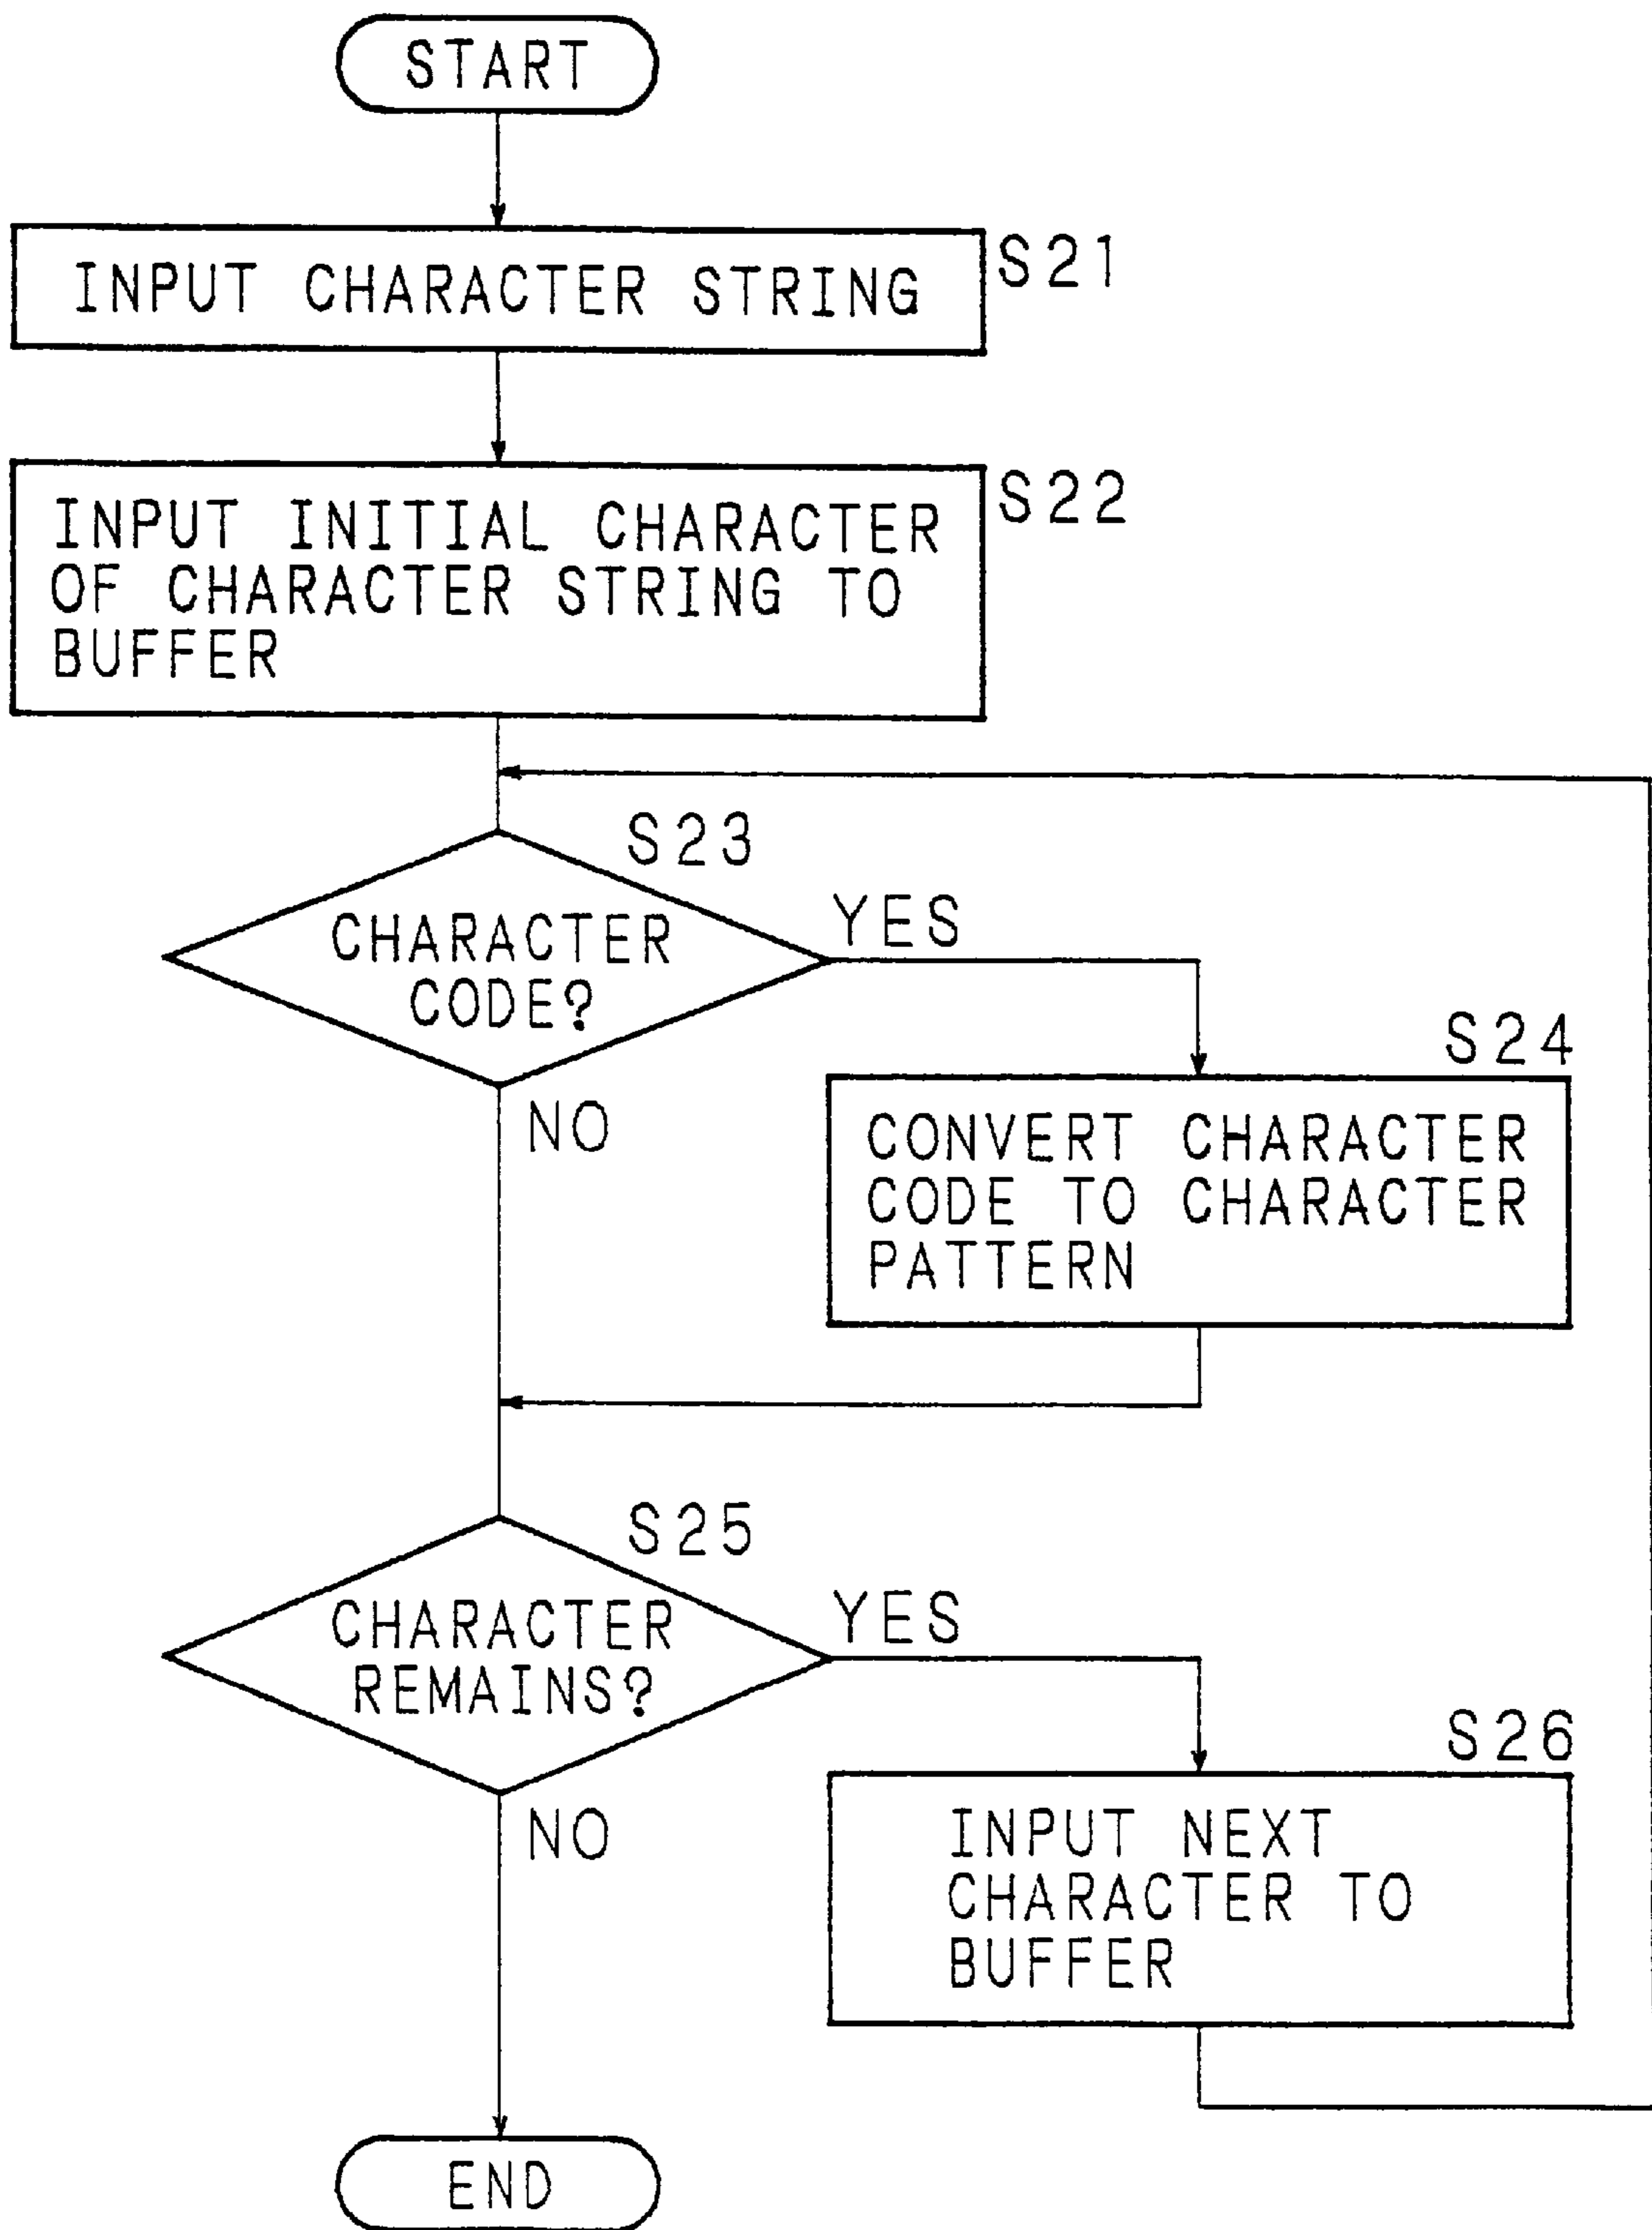 START
INPUT CHARACTER STRING
S21
INPUT INITIAL CHARACTER
OF CHARACTER STRING TO
BUFFER
S22
S23
CHARACTER
CODE?
YES
NO
S24
CONVERT CHARACTER
CODE TO CHARACTER
PATTERN
S25
CHARACTER
REMAINS?
YES
NO
S26
INPUT NEXT
CHARACTER TO
BUFFER
END